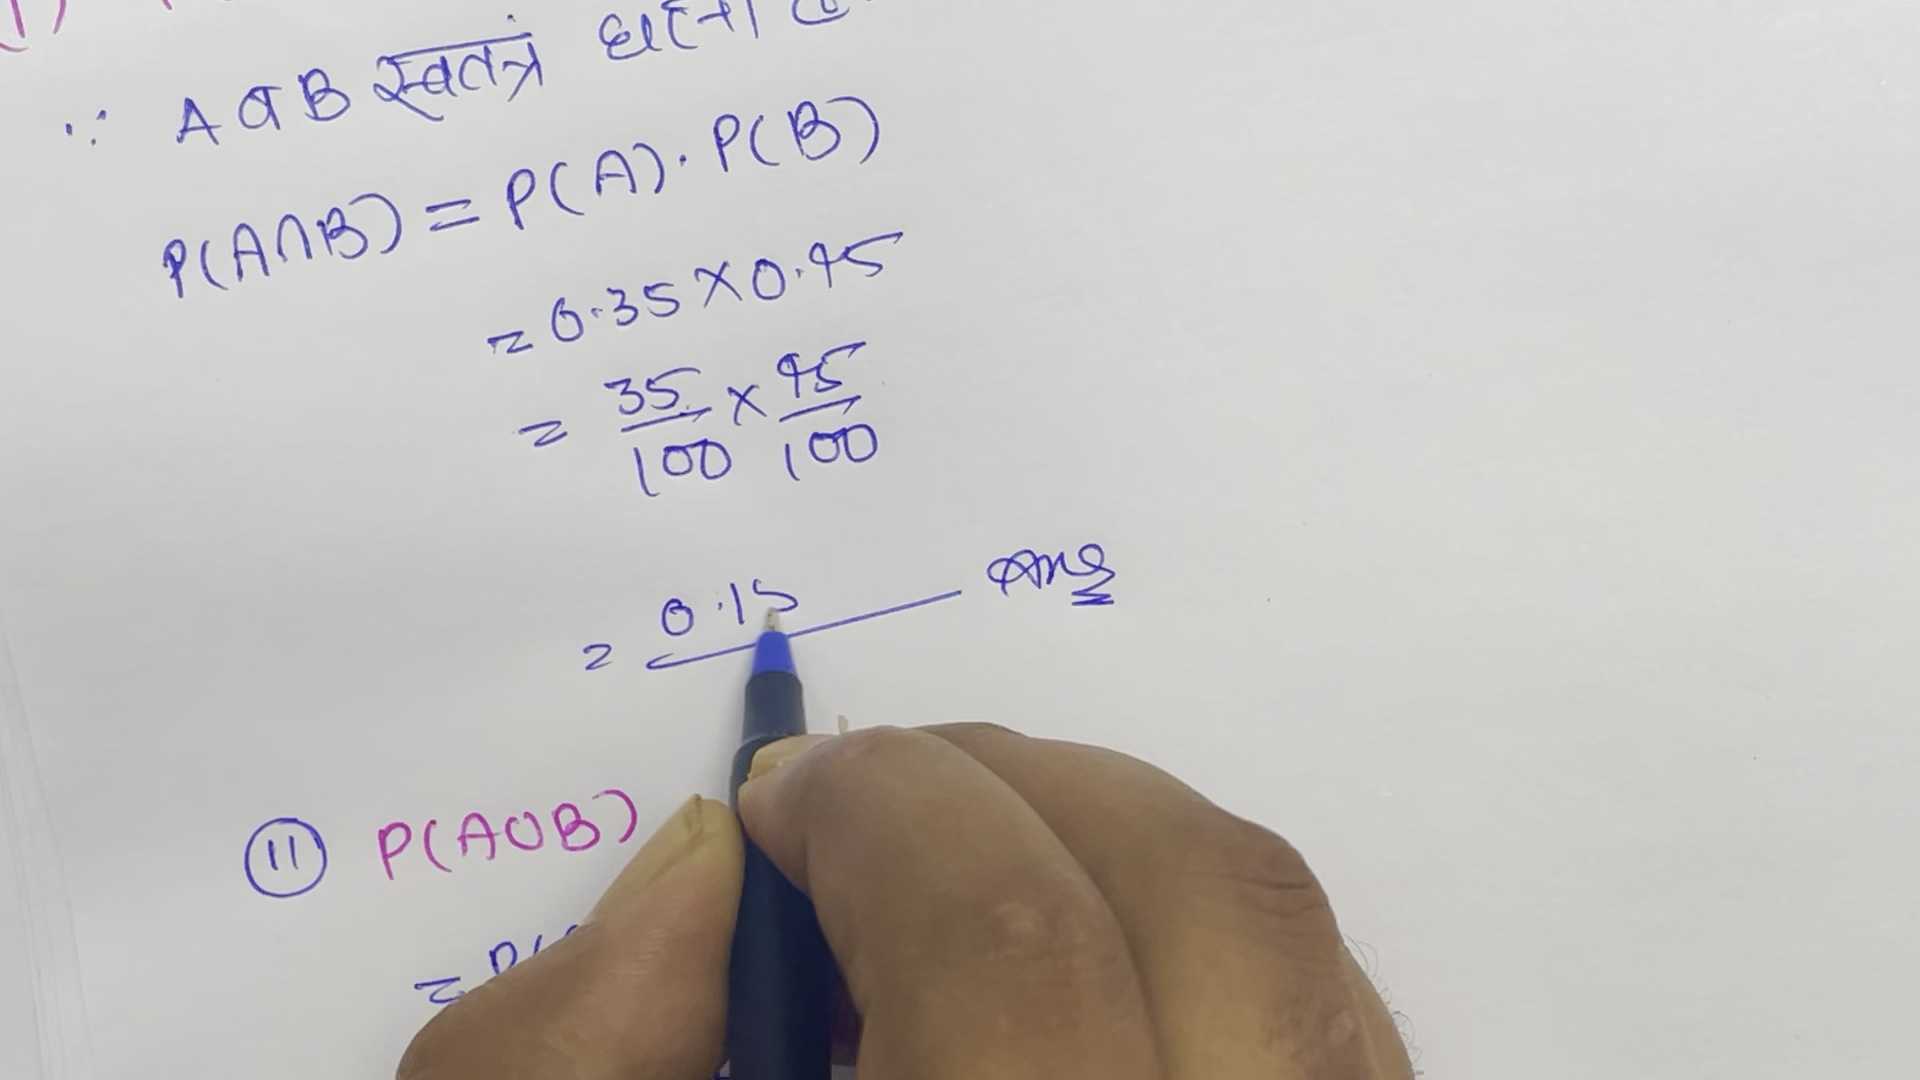 ∵ A व B स्वतंत्र
P(A∩B) = P(A). P(B)
= 0.35 × 0.45
= 35/100 × 45/100
= 0.15 Ans
(11) P(A∪B)
=